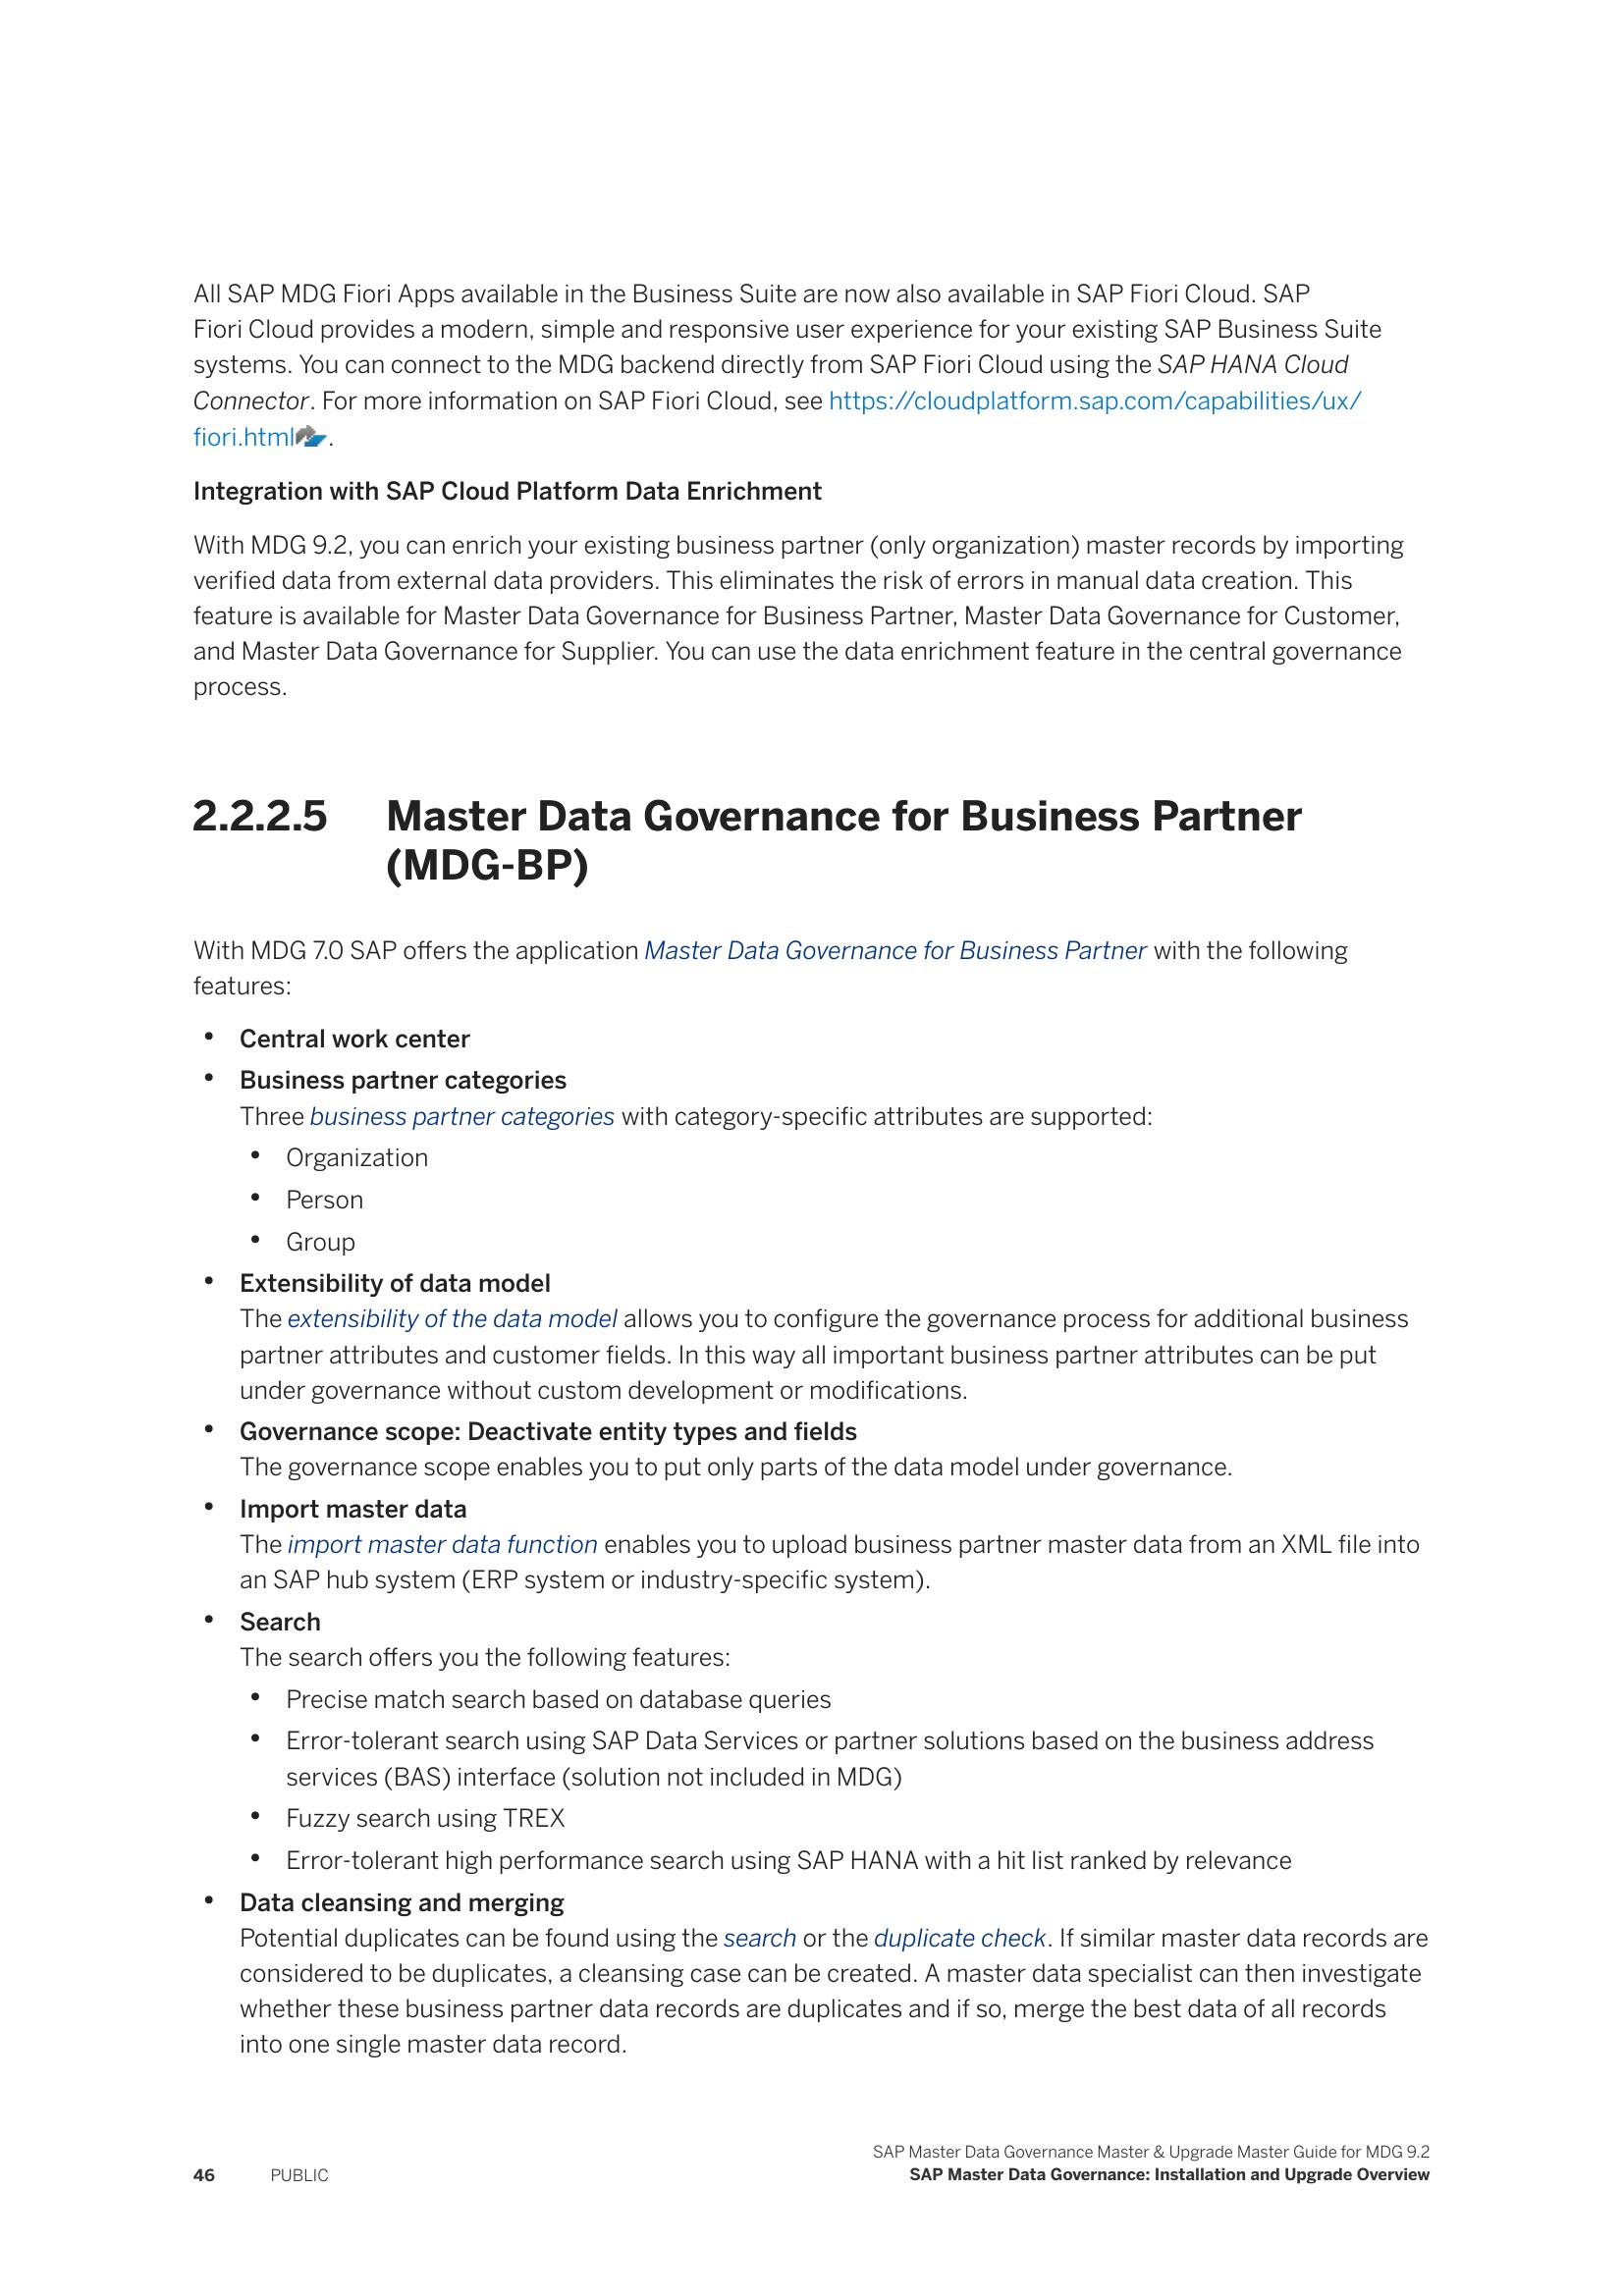 All SAP MDG Fiori Apps available in the Business Suite are now also available in SAP Fiori Cloud. SAP
Fiori Cloud provides a modern, simple and responsive user experience for your existing SAP Business Suite
systems. You can connect to the MDG backend directly from SAP Fiori Cloud using the SAP HANA Cloud
Connector. For more information on SAP Fiori Cloud, see https://cloudplatform.sap.com/capabilities/ux/
fiori.html.
Integration with SAP Cloud Platform Data Enrichment
With MDG 9.2, you can enrich your existing business partner (only organization) master records by importing
verified data from external data providers. This eliminates the risk of errors in manual data creation. This
feature is available for Master Data Governance for Business Partner, Master Data Governance for Customer,
and Master Data Governance for Supplier. You can use the data enrichment feature in the central governance
process.
2.2.2.5 Master Data Governance for Business Partner
(MDG-BP)
With MDG 7.0 SAP offers the application Master Data Governance for Business Partner with the following
features:
• Central work center
• Business partner categories
Three business partner categories with category-specific attributes are supported:
• Organization
• Person
• Group
• Extensibility of data model
The extensibility of the data model allows you to configure the governance process for additional business
partner attributes and customer fields. In this way all important business partner attributes can be put
under governance without custom development or modifications.
• Governance scope: Deactivate entity types and fields
The governance scope enables you to put only parts of the data model under governance.
• Import master data
The import master data function enables you to upload business partner master data from an XML file into
an SAP hub system (ERP system or industry-specific system).
• Search
The search offers you the following features:
• Precise match search based on database queries
• Error-tolerant search using SAP Data Services or partner solutions based on the business address
services (BAS) interface (solution not included in MDG)
• Fuzzy search using TREX
• Error-tolerant high performance search using SAP HANA with a hit list ranked by relevance
• Data cleansing and merging
Potential duplicates can be found using the search or the duplicate check. If similar master data records are
considered to be duplicates, a cleansing case can be created. A master data specialist can then investigate
whether these business partner data records are duplicates and if so, merge the best data of all records
into one single master data record.
SAP Master Data Governance Master & Upgrade Master Guide for MDG 9.2
46 PUBLIC SAP Master Data Governance: Installation and Upgrade Overview